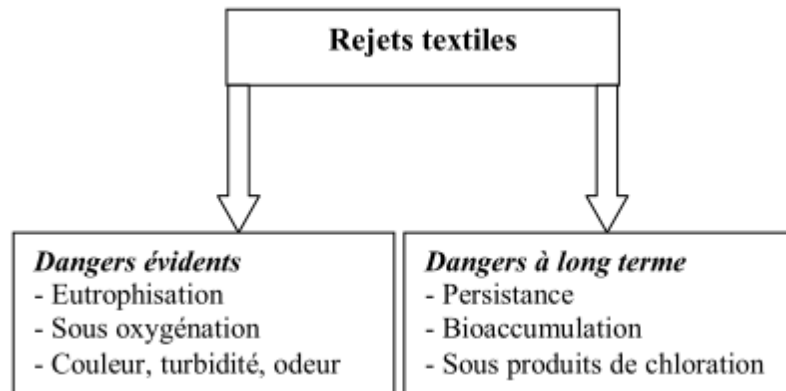 Rejets textiles
Dangers évidents
- Eutrophisation
- Sous oxygénation
- Couleur, turbidité, odeur
Dangers à long terme
- Persistance
- Bioaccumulation
- Sous produits de chloration